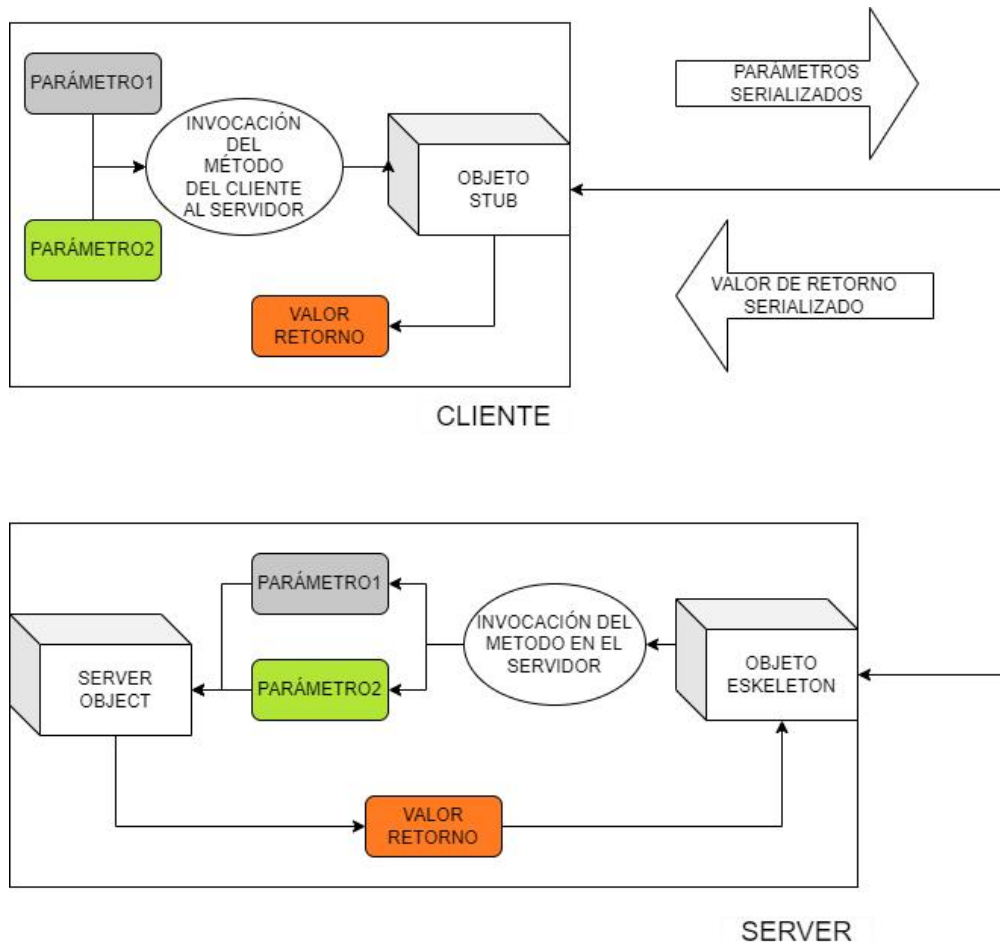 PARÁMETRO1
INVOCACIÓN
DEL
MÉTODO
DEL CLIENTE
AL SERVIDOR
PARÁMETRO2
OBJETO
STUB
VALOR
RETORNO
CLIENTE
PARÁMETROS
SERIALIZADOS
VALOR DE RETORNO
SERIALIZADO
SERVER
OBJECT
PARÁMETRO1
PARÁMETRO2
INVOCACIÓN DEL
METODO EN EL
SERVIDOR
OBJETO
ESKELETON
VALOR
RETORNO
SERVER